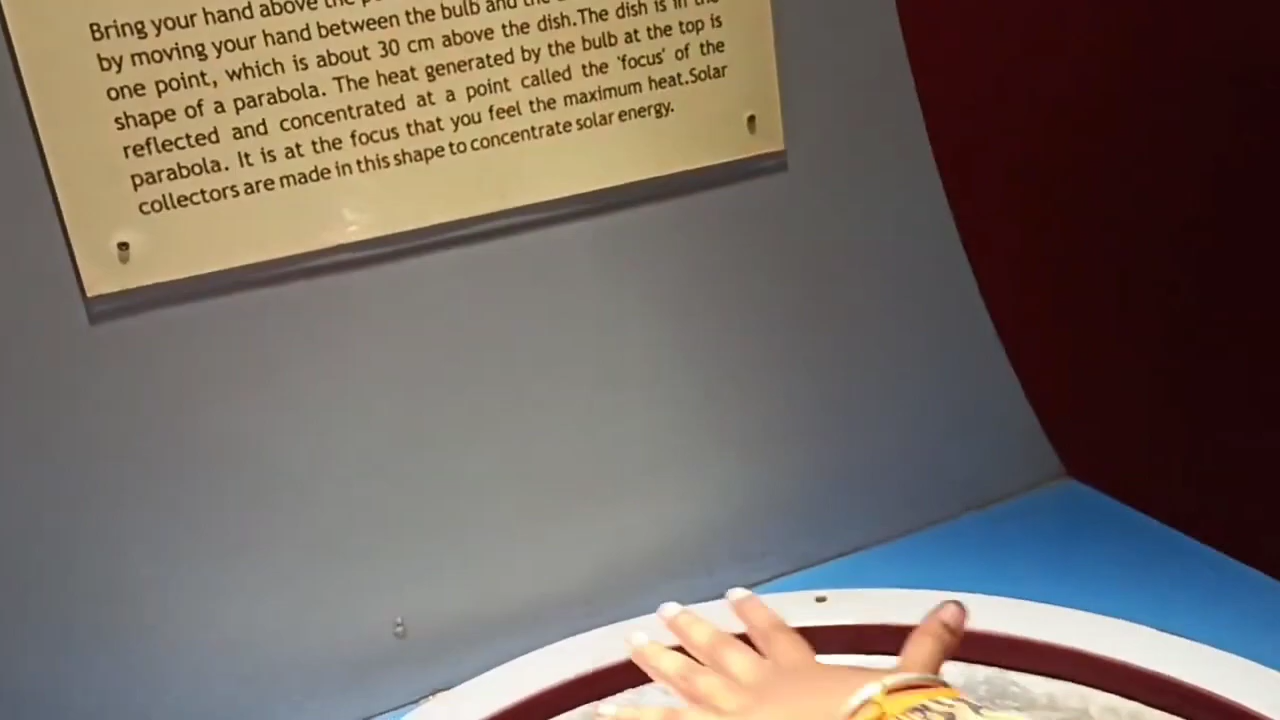 Bring your hand above the
by moving your hand between the bulb and the
one point, which is about 30 cm above the dish.The dish is in the
shape of a parabola. The heat generated by the bulb at the top is
reflected and concentrated at a point called the 'focus' of the
parabola. It is at the focus that you feel the maximum heat.Solar
collectors are made in this shape to concentrate solar energy.